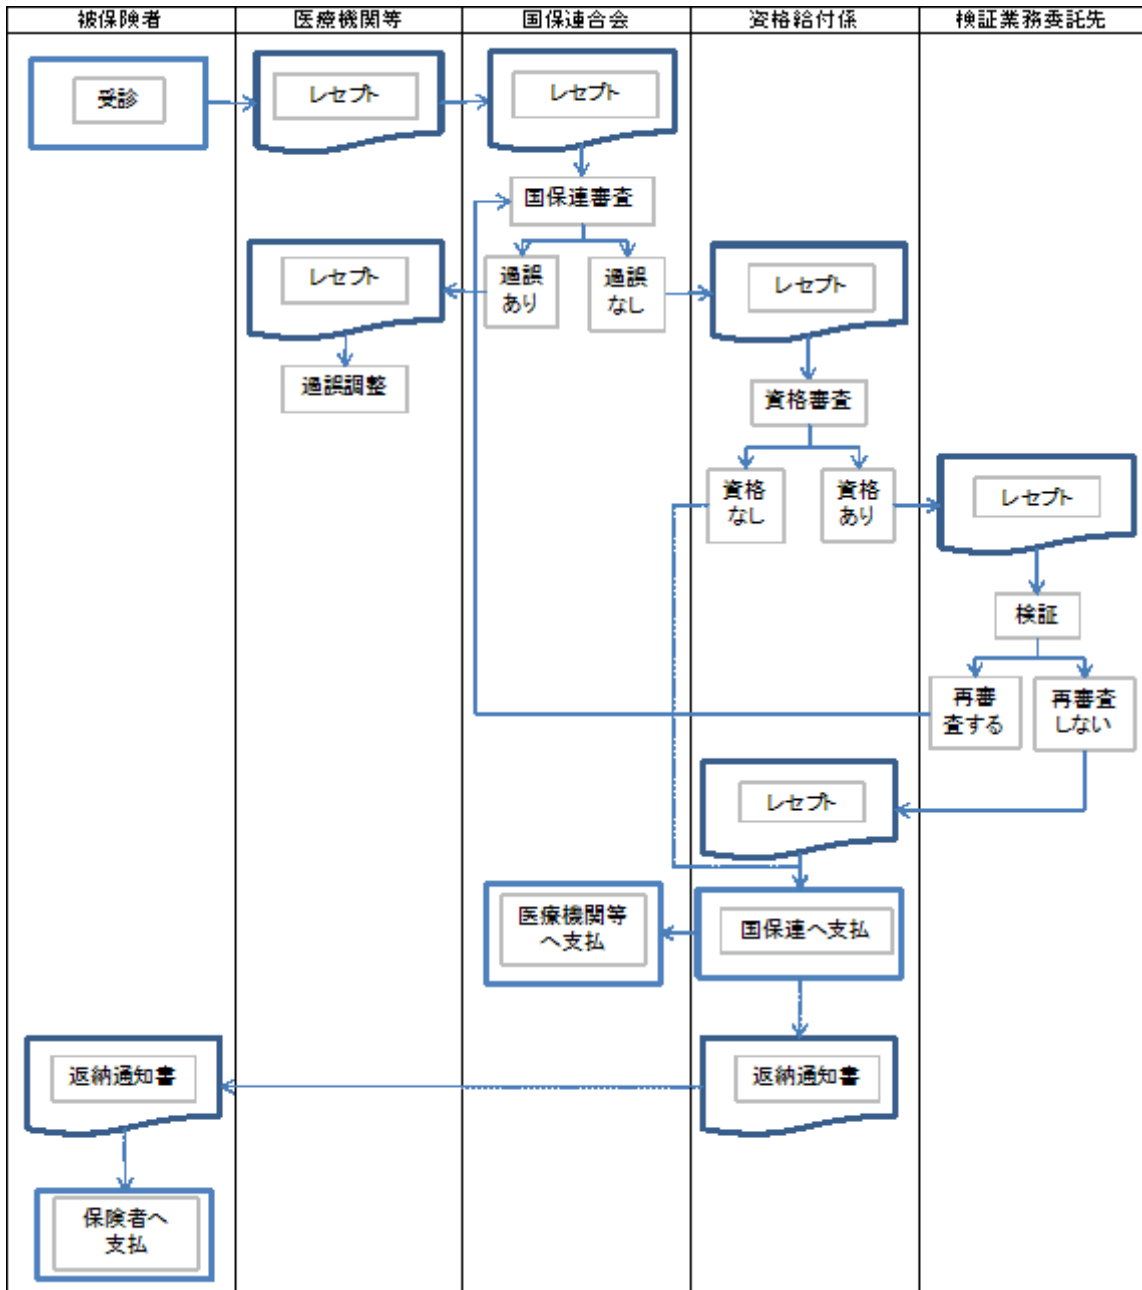 被保険者
医療機関等
国保連合会
資格給付係
検証業務委託先
受診
レセプト
レセプト
国保連審査
レセプト
過誤
あり
過誤
なし
レセプト
過誤調整
資格審査
資格
なし
資格
あり
レセプト
検証
再審
査する
再審査
しない
レセプト
医療機関等
へ支払
国保連へ支払
返納通知書
返納通知書
保険者へ
支払